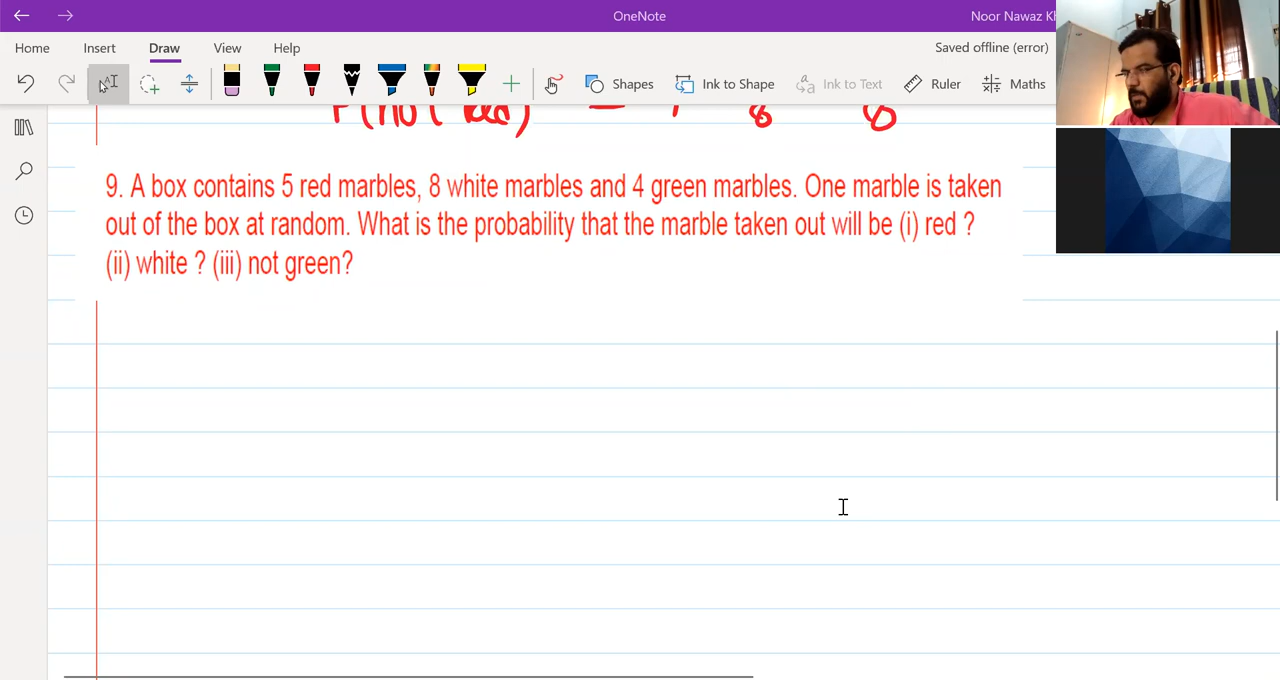 OneNote
Noor Nawaz
Home Insert Draw View Help
Saved offline (error)
Shapes Ink to Shape Ink to Text Ruler Maths
9. A box contains 5 red marbles, 8 white marbles and 4 green marbles. One marble is taken
out of the box at random. What is the probability that the marble taken out will be (i) red ?
(ii) white ? (iii) not green?